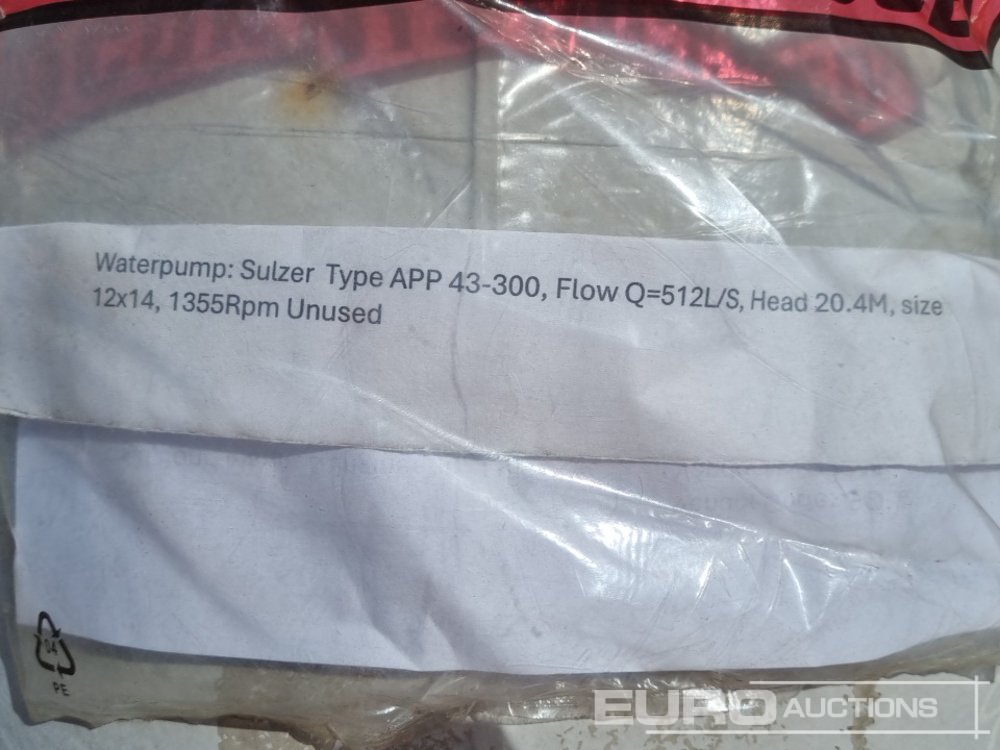 Waterpump: Sulzer Type APP 43-300, Flow Q=512L/S, Head 20.4M, size
12x14, 1355Rpm Unused
04
PE
EURO AUCTIONS